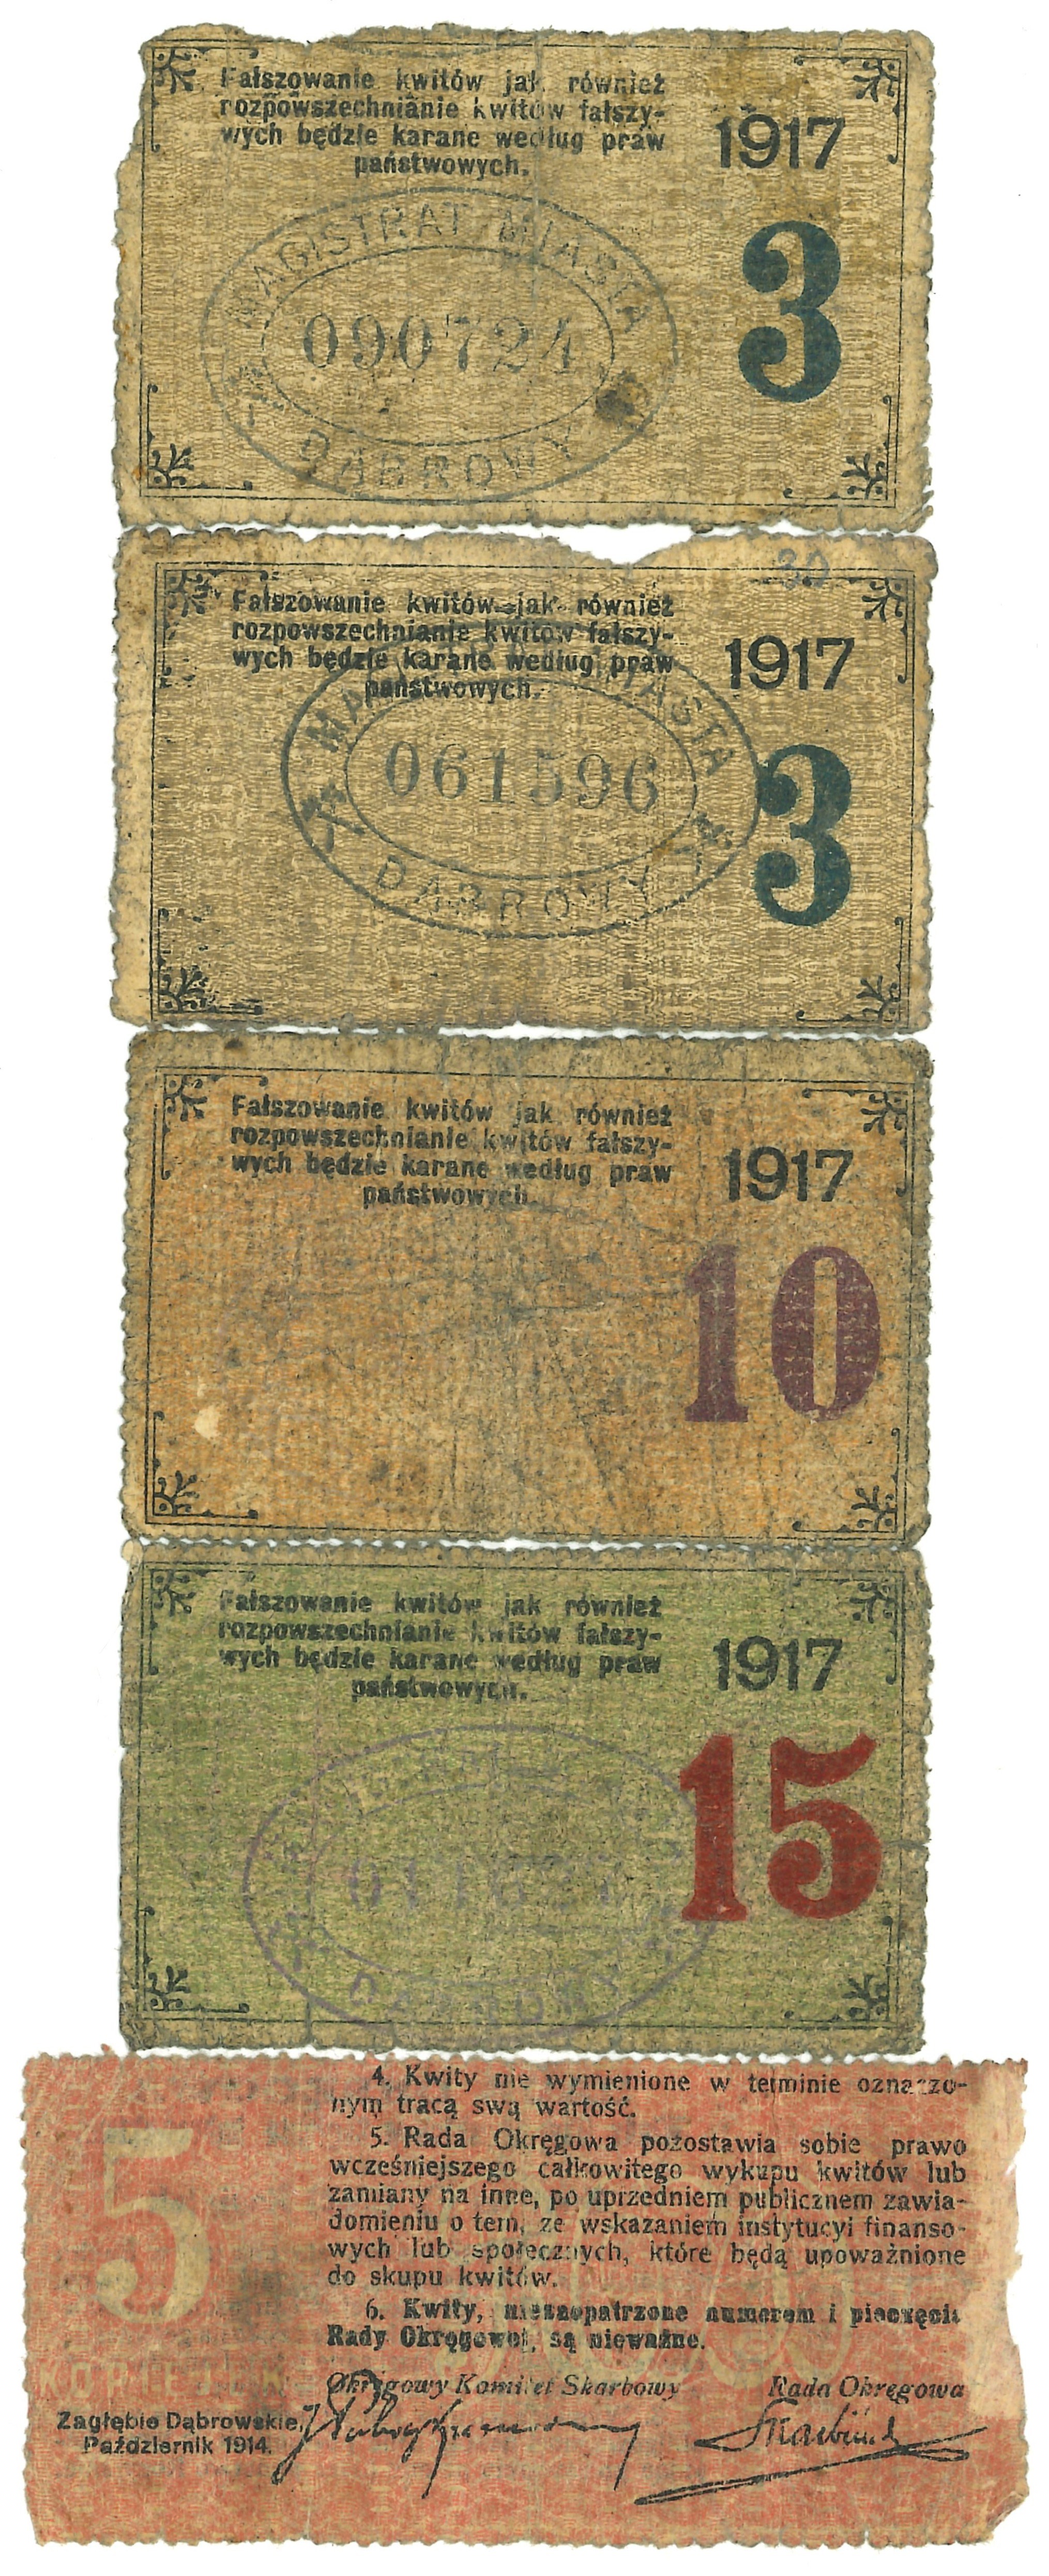 Fałszowanie kwitów jak również
rozpowszechnianie kwitów fałszy-
wych będzie karane według praw
państwowych.
1917
3
MAGISTRAT MIASTA
090724
DĄBROWY
30
Fałszowanie kwitów jak również
rozpowszechnianie kwitów fałszy-
wych będzie karane według praw
państwowych.
1917
3
MIASTA
061596
DĄBROWY
Fałszowanie kwitów jak również
rozpowszechnianie kwitów fałszy-
wych będzie karane według praw
państwowych.
1917
10
Fałszowanie kwitów jak również
rozpowszechnianie kwitów fałszy-
wych będzie karane według praw
państwowych.
1917
15
DĄBROWY
5
KOPIEJEK
4. Kwity nie wymienione w terminie oznaczo-
nym tracą swą wartość.
5. Rada Okręgowa pozostawia sobie prawo
wcześniejszego całkowitego wykupu kwitów lub
zamiany na inne, po uprzedniem publicznem zawia-
domieniu o tem, ze wskazaniem instytucyi finanso-
wych lub społecznych, które będą upoważnione
do skupu kwitów.
6. Kwity, niezaopatrzone numerem i pieczęcią
Rady Okręgowej, są nieważne.
Okręgowy Komitet Skarbowy Rada Okręgowa
Zagłębie Dąbrowskie,
Październik 1914.